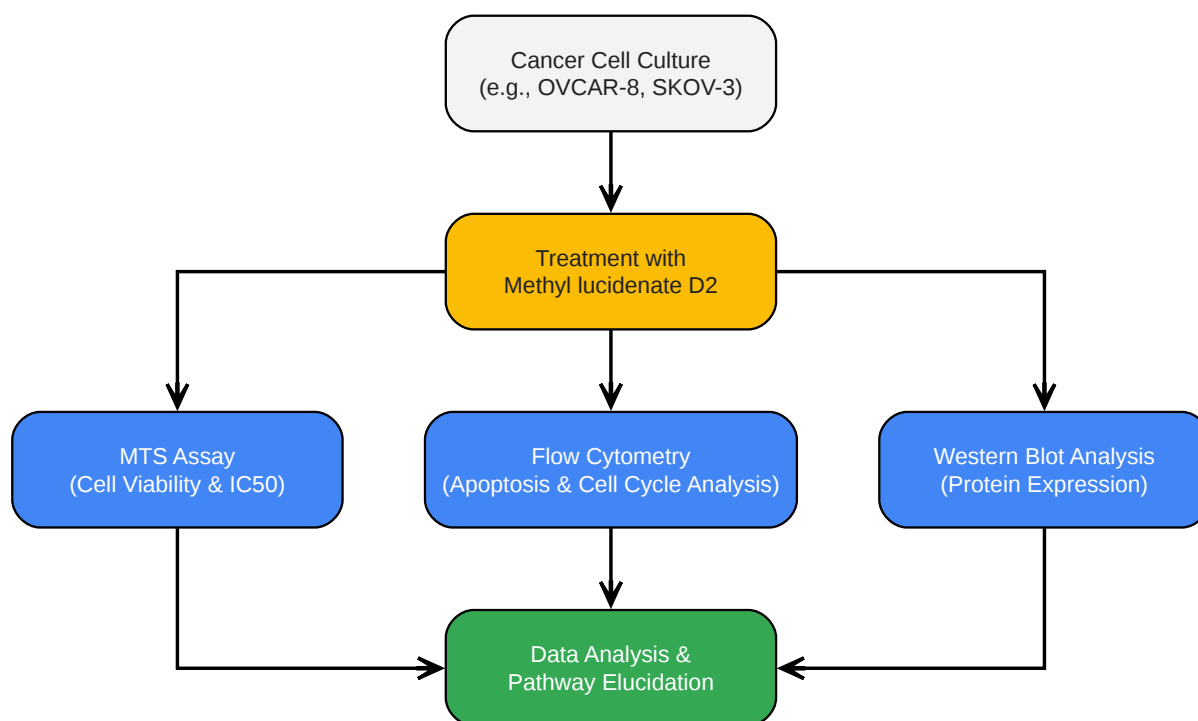 Cancer Cell Culture
(e.g., OVCAR-8, SKOV-3)
Treatment with
Methyl lucidenate D2
MTS Assay
(Cell Viability & IC50)
Flow Cytometry
(Apoptosis & Cell Cycle Analysis)
Western Blot Analysis
(Protein Expression)
Data Analysis &
Pathway Elucidation